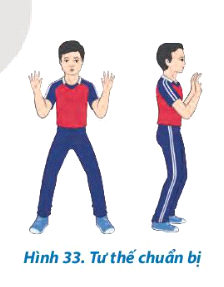 Hình 33. Tư thế chuẩn bị